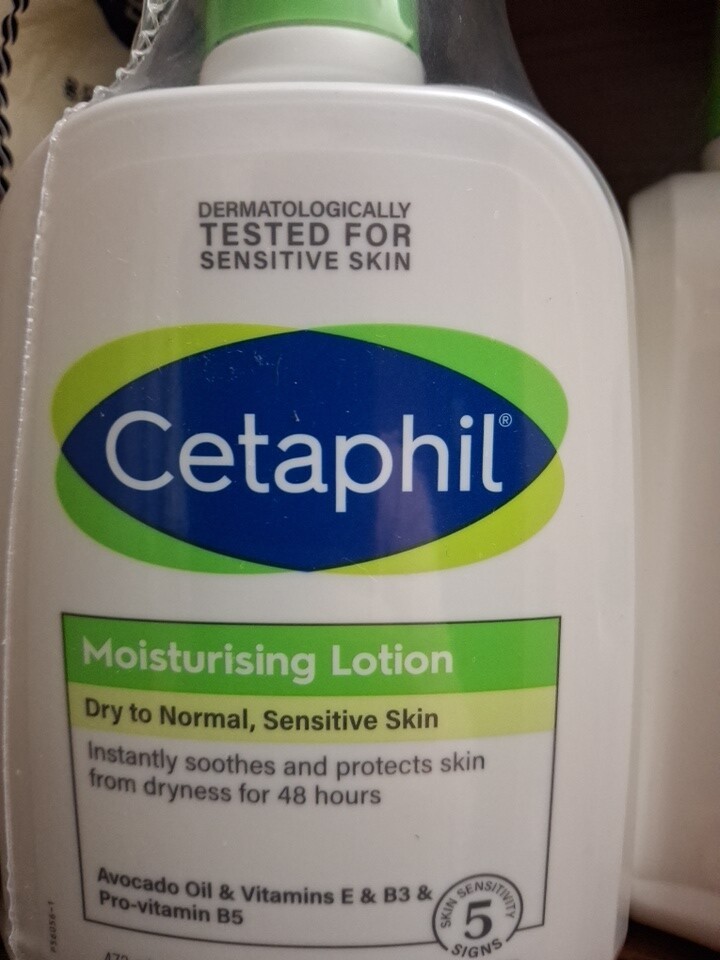 DERMATOLOGICALLY
TESTED FOR
SENSITIVE SKIN
Cetaphil®
Moisturising Lotion
Dry to Normal, Sensitive Skin
Instantly soothes and protects skin
from dryness for 48 hours
Avocado Oil & Vitamins E & B3 &
Pro-vitamin B5
SKIN SENSITIVITY
5
SIGNS